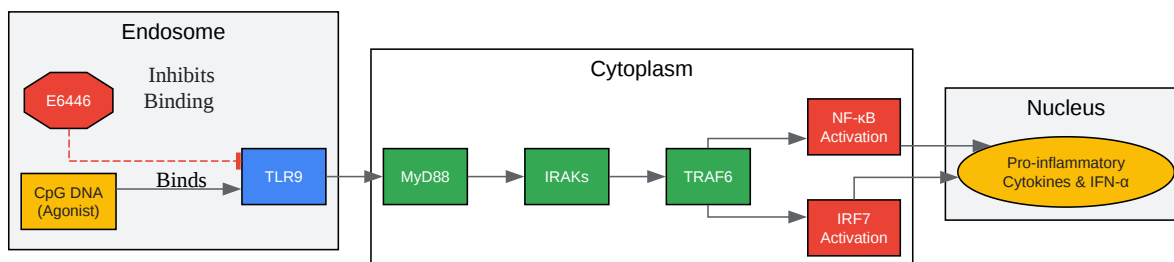 Endosome
E6446
Inhibits
Binding
CpG DNA
(Agonist)
Binds
TLR9
Cytoplasm
MyD88
IRAKs
TRAF6
NF-κB
Activation
IRF7
Activation
Nucleus
Pro-inflammatory
Cytokines & IFN-α